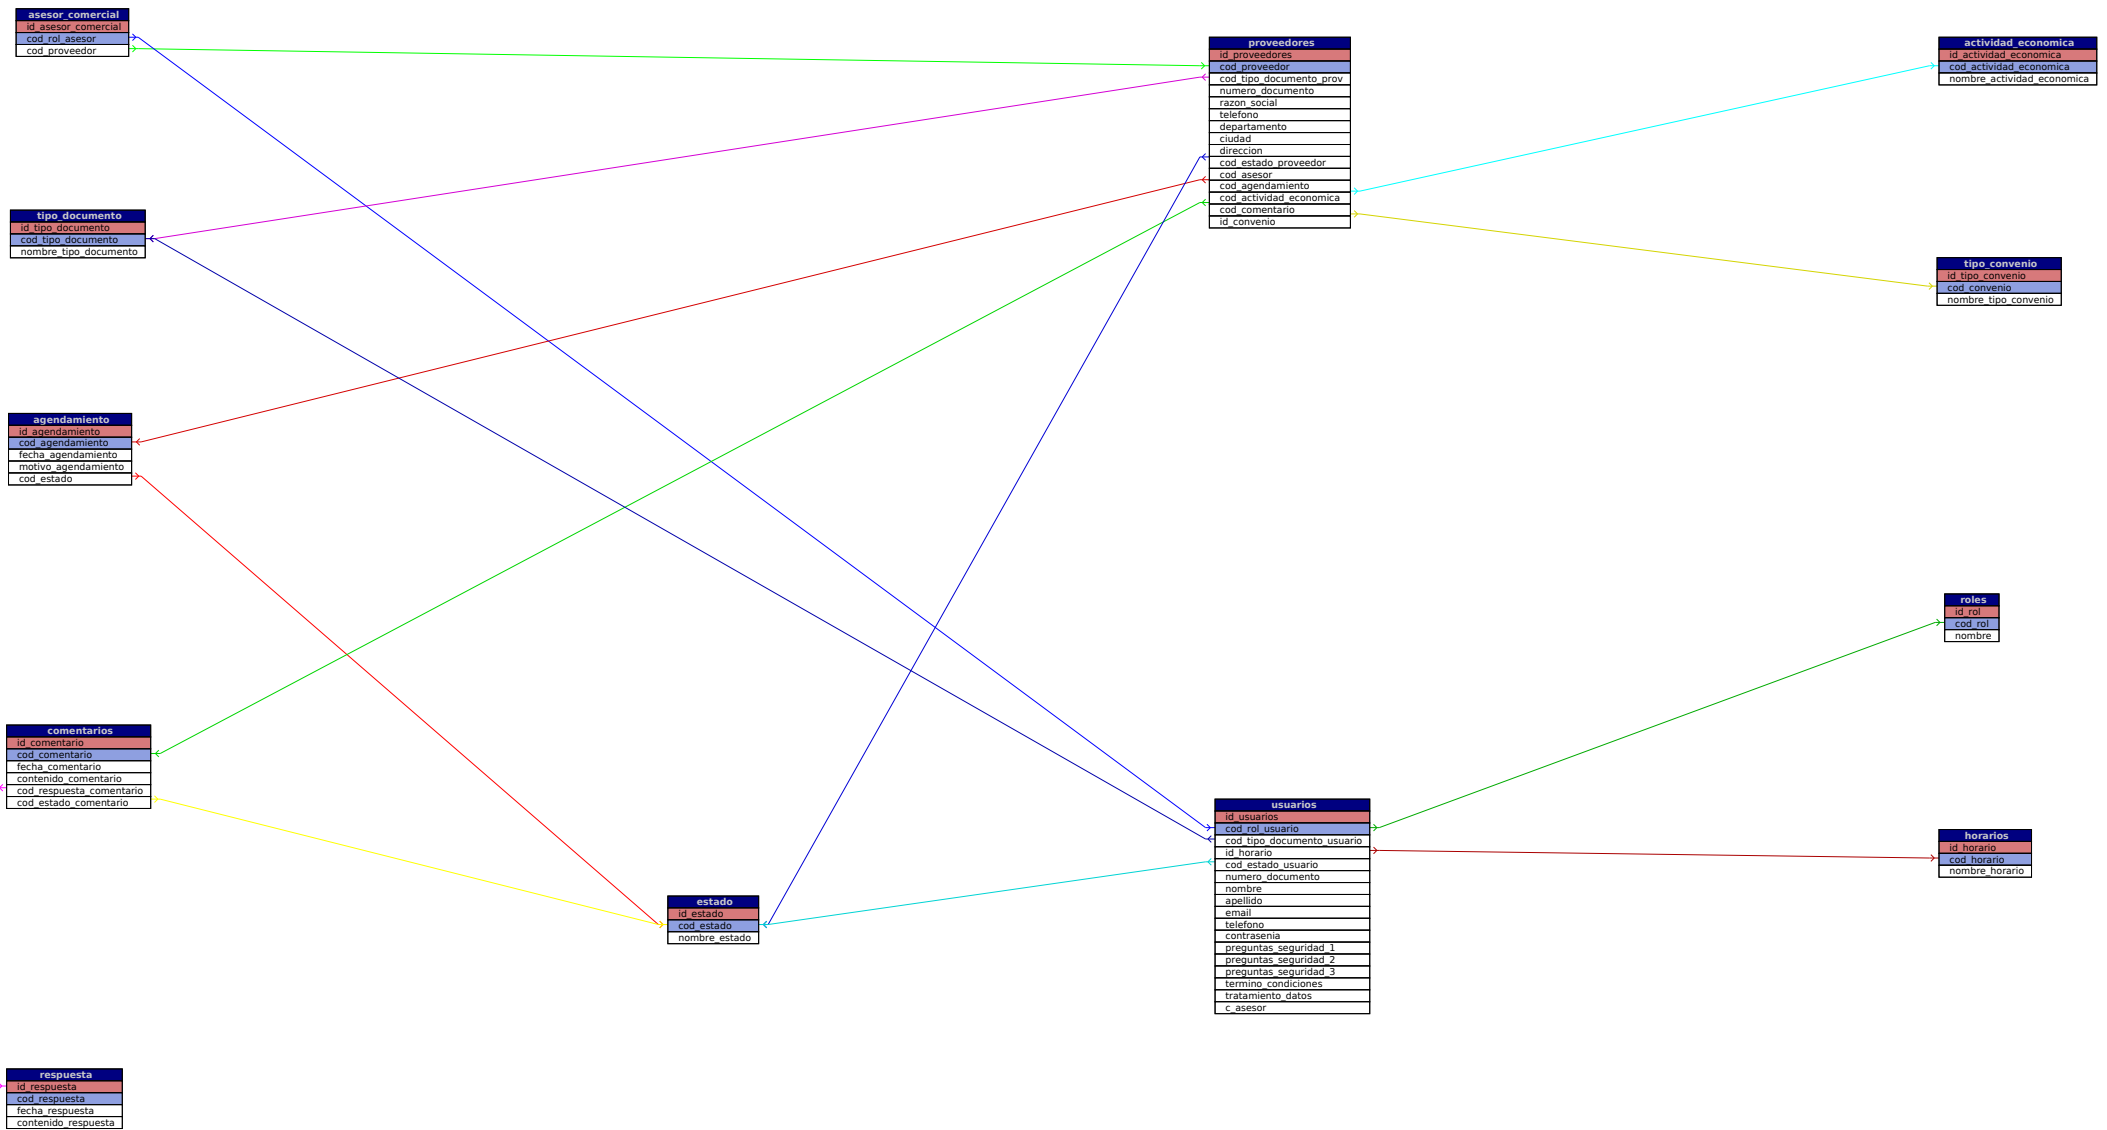 asesor_comercial
id_asesor_comercial
cod_rol_asesor
cod_proveedor
proveedores
id_proveedores
cod_proveedor
cod_tipo_documento_prov
numero_documento
razon_social
telefono
departamento
ciudad
direccion
cod_estado_proveedor
cod_asesor
cod_agendamiento
cod_actividad_economica
cod_comentario
id_convenio
actividad_economica
id_actividad_economica
cod_actividad_economica
nombre_actividad_economica
tipo_documento
id_tipo_documento
cod_tipo_documento
nombre_tipo_documento
tipo_convenio
id_tipo_convenio
cod_convenio
nombre_tipo_convenio
agendamiento
id_agendamiento
cod_agendamiento
fecha_agendamiento
motivo_agendamiento
cod_estado
roles
id_rol
cod_rol
nombre
comentarios
id_comentario
cod_comentario
fecha_comentario
contenido_comentario
cod_respuesta_comentario
cod_estado_comentario
usuarios
id_usuarios
cod_rol_usuario
cod_tipo_documento_usuario
id_horario
cod_estado_usuario
numero_documento
nombre
apellido
email
telefono
contrasenia
preguntas_seguridad_1
preguntas_seguridad_2
preguntas_seguridad_3
termino_condiciones
tratamiento_datos
c_asesor
horarios
id_horario
cod_horario
nombre_horario
estado
id_estado
cod_estado
nombre_estado
respuesta
id_respuesta
cod_respuesta
fecha_respuesta
contenido_respuesta